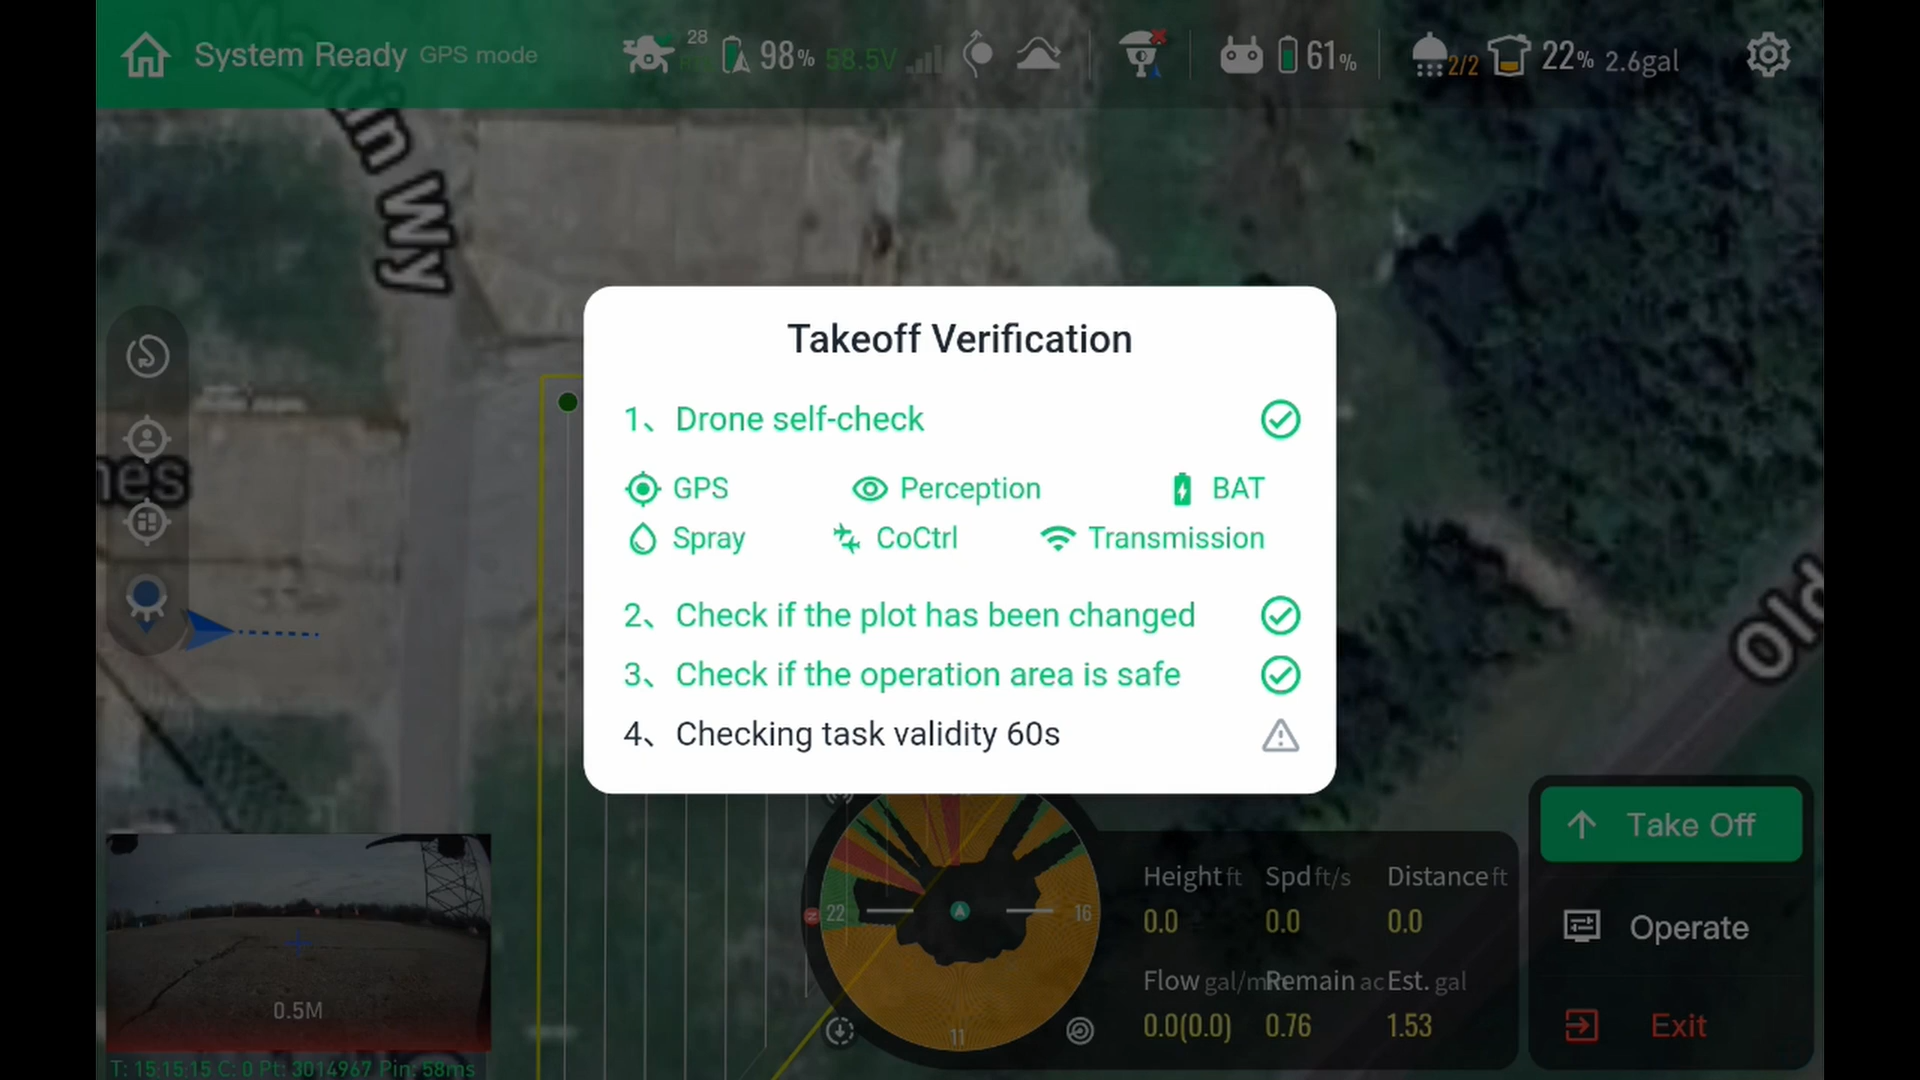 System Ready GPS mode
28
98% 58.5V
61%
2/2
22% 2.6gal
Martin Wy
Takeoff Verification
1、 Drone self-check
GPS Perception BAT
Spray CoCtrl Transmission
2、 Check if the plot has been changed
3、 Check if the operation area is safe
4、 Checking task validity 60s
Old
Take Off
Height ft Spd ft/s Distance ft
0.0 0.0 0.0
22 16
N
11
Operate
Flow gal/m Remain ac Est. gal
0.0(0.0) 0.76 1.53
Exit
0.5M
T: 15:15:15 C: 0 Pt: 3014967 Pin: 58ms